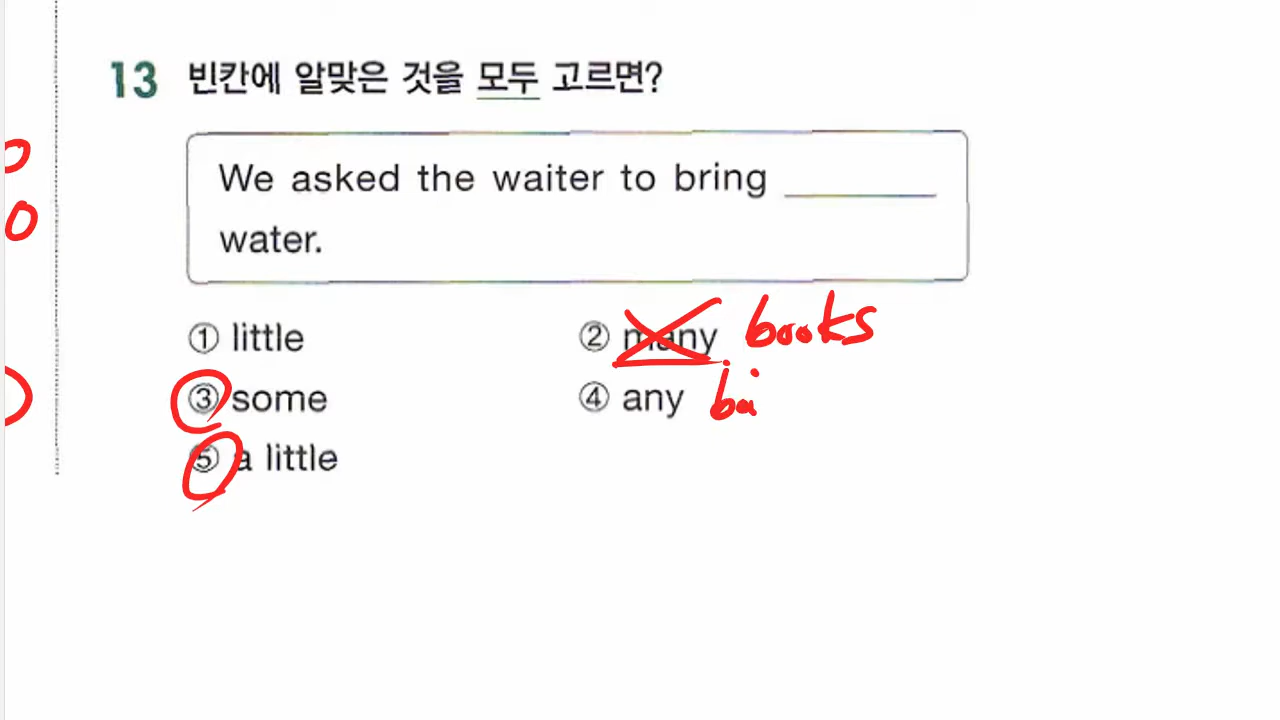 13 빈칸에 알맞은 것을 모두 고르면?
We asked the waiter to bring ________
water.
① little
② many books
③ some
④ any
⑤ a little